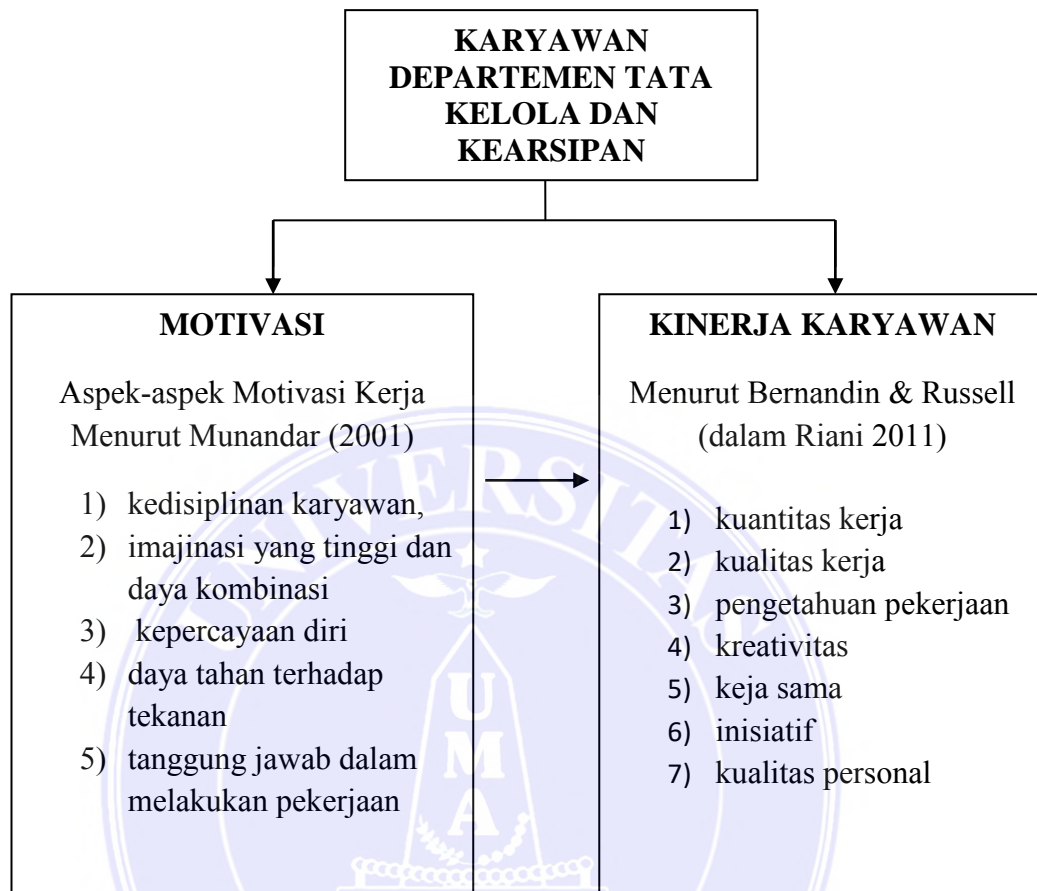 KARYAWAN
DEPARTEMEN TATA
KELOLA DAN
KEARSIPAN
MOTIVASI
Aspek-aspek Motivasi Kerja
Menurut Munandar (2001)
1) kedisiplinan karyawan,
2) imajinasi yang tinggi dan
daya kombinasi
3) kepercayaan diri
4) daya tahan terhadap
tekanan
5) tanggung jawab dalam
melakukan pekerjaan
KINERJA KARYAWAN
Menurut Bernandin & Russell
(dalam Riani 2011)
1) kuantitas kerja
2) kualitas kerja
3) pengetahuan pekerjaan
4) kreativitas
5) keja sama
6) inisiatif
7) kualitas personal
UNIVERSITAS
UMA